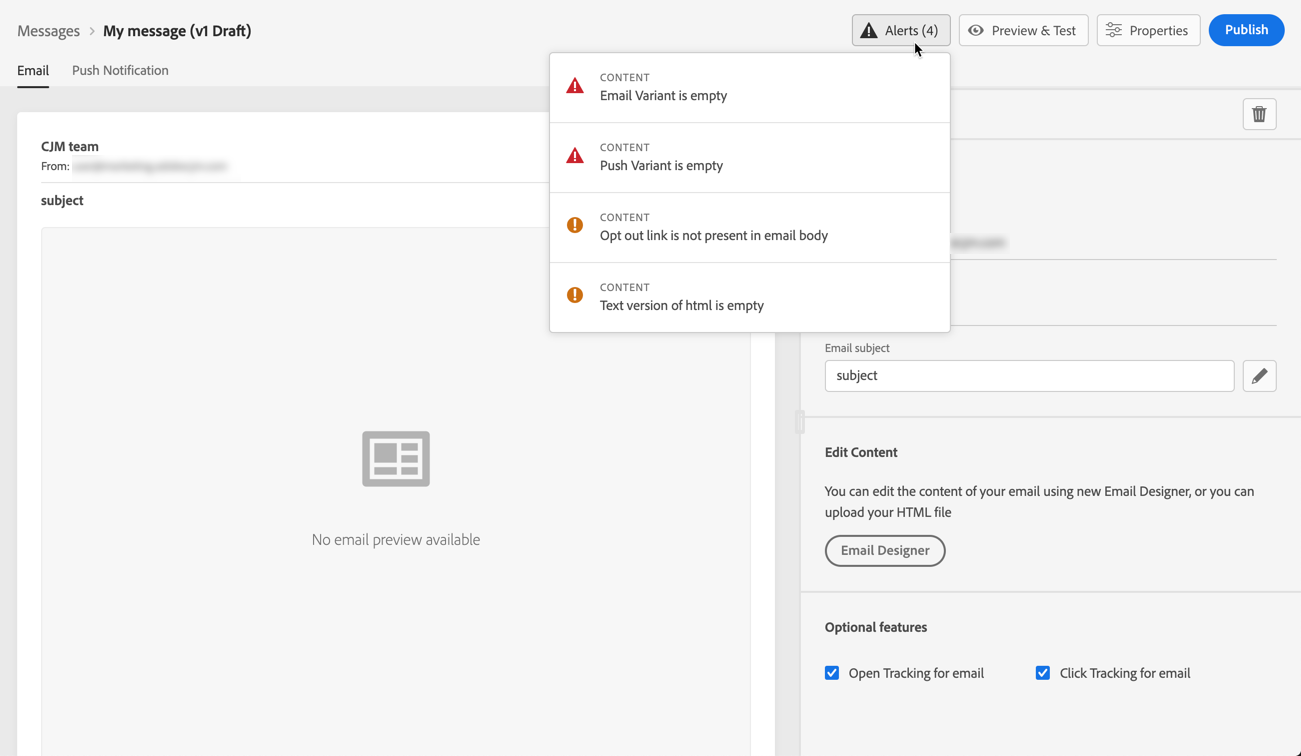 Messages > My message (v1 Draft)
Alerts (4)
Preview & Test
Properties
Publish
Email
Push Notification
CONTENT
Email Variant is empty
CONTENT
Push Variant is empty
CONTENT
Opt out link is not present in email body
CONTENT
Text version of html is empty
CJM team
From:
subject
No email preview available
Email subject
subject
Edit Content
You can edit the content of your email using new Email Designer, or you can
upload your HTML file
Email Designer
Optional features
Open Tracking for email
Click Tracking for email